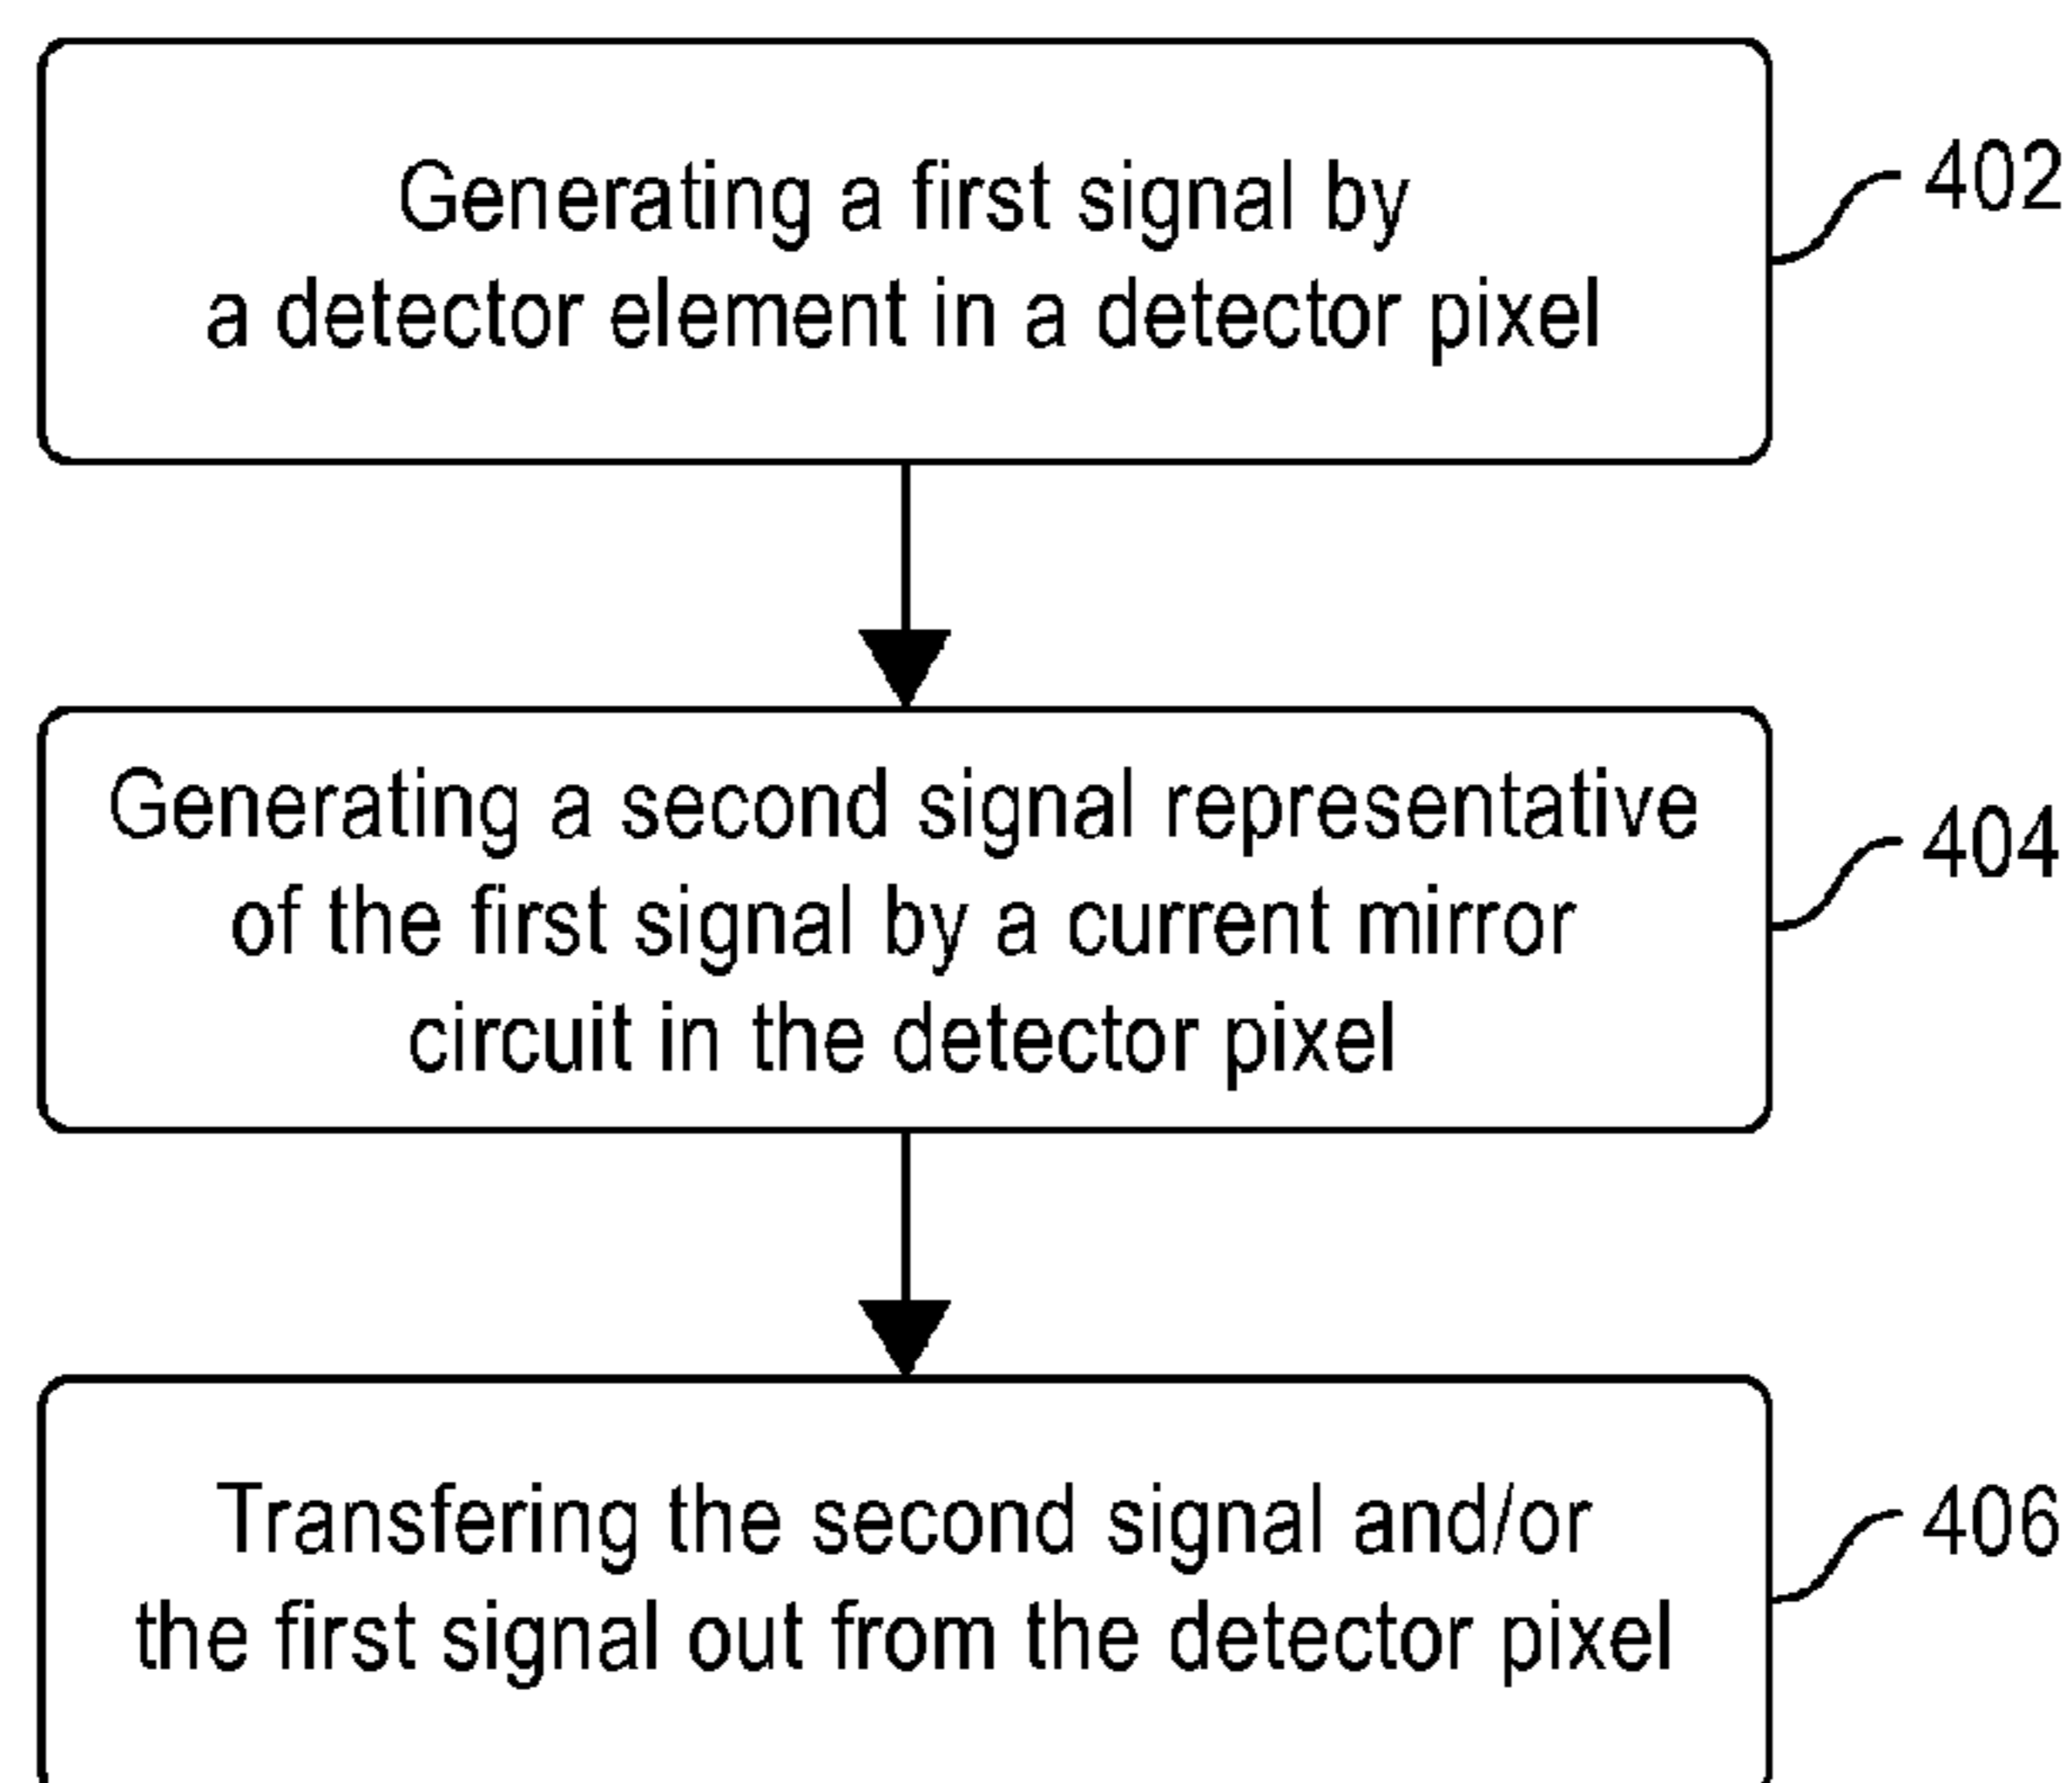 Generating a first signal by
a detector element in a detector pixel
402
Generating a second signal representative
of the first signal by a current mirror
circuit in the detector pixel
404
Transfering the second signal and/or
the first signal out from the detector pixel
406